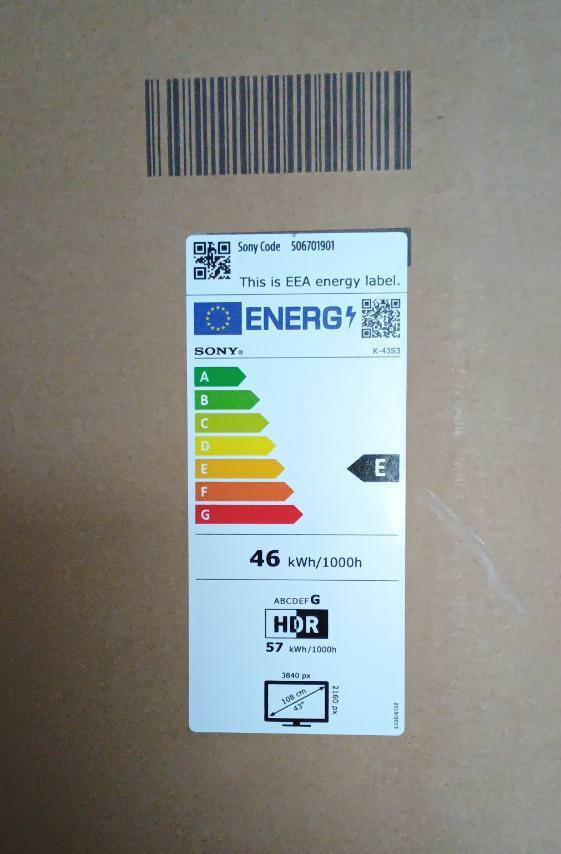 Sony Code 506701901
This is EEA energy label.
ENERG
SONY®
K-43S3
A
B
C
D
E
E
F
G
46 kWh/1000h
ABCDEFG
HDR
57 kWh/1000h
3840 px
2160 px
108 cm
43"
2019/2013